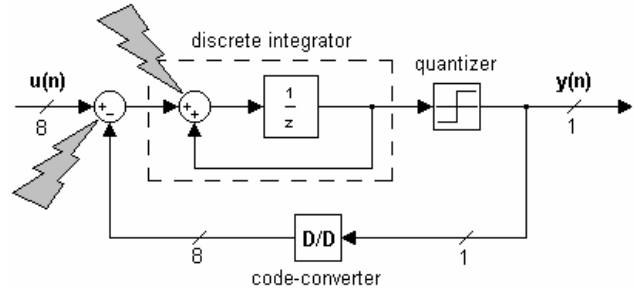 discrete integrator
quantizer
u(n)
y(n)
8
+
−
+
+
1
z
1
D/D
8
1
code-converter